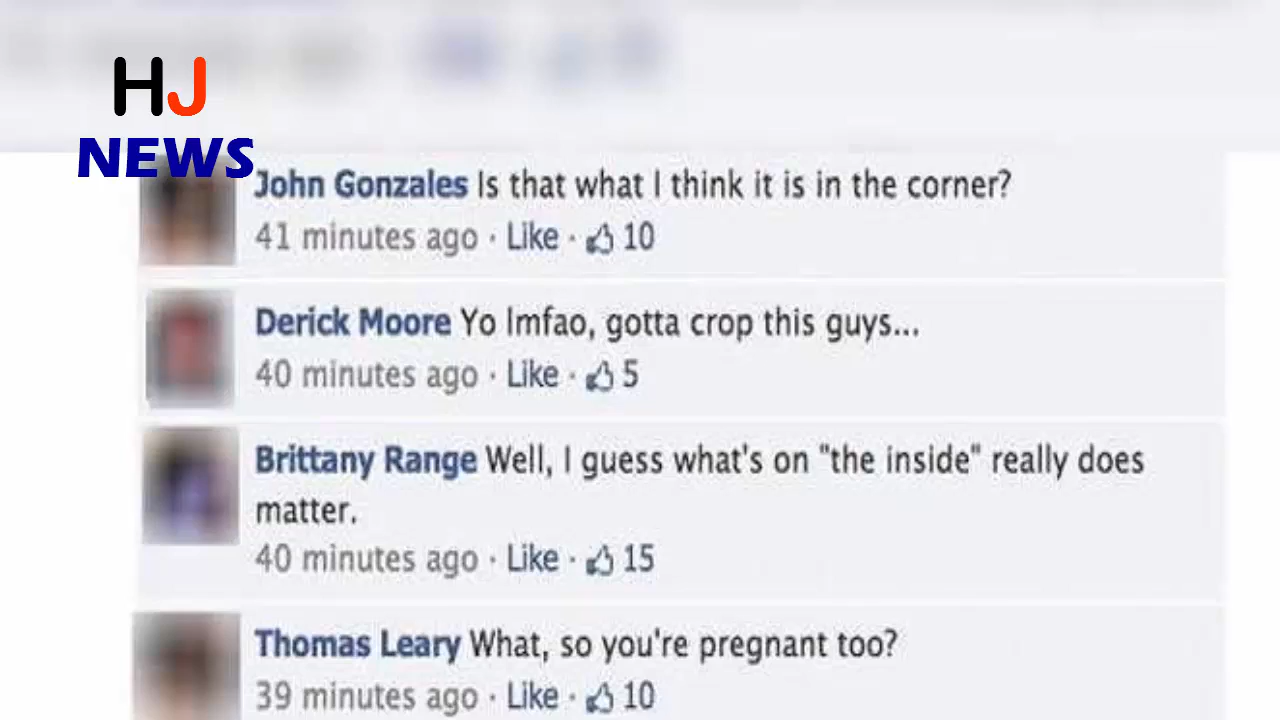 HJ
NEWS
John Gonzales Is that what I think it is in the corner?
41 minutes ago · Like · 10
Derick Moore Yo lmfao, gotta crop this guys...
40 minutes ago · Like · 5
Brittany Range Well, I guess what's on "the inside" really does
matter.
40 minutes ago · Like · 15
Thomas Leary What, so you're pregnant too?
39 minutes ago · Like · 10